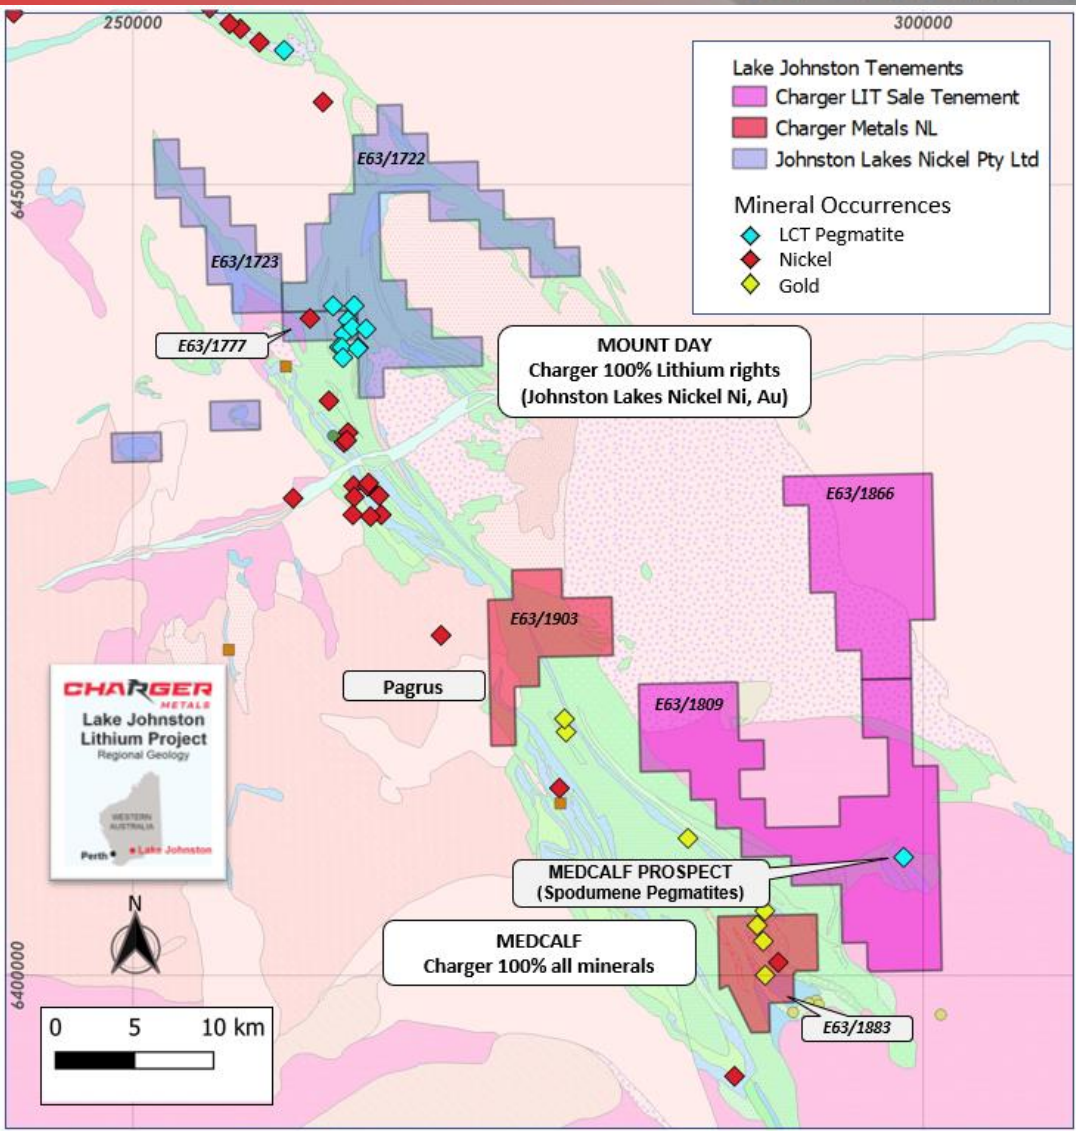 250000
300000
6450000
6400000
Lake Johnston Tenements
Charger LIT Sale Tenement
Charger Metals NL
Johnston Lakes Nickel Pty Ltd
Mineral Occurrences
LCT Pegmatite
Nickel
Gold
E63/1722
E63/1723
E63/1777
MOUNT DAY
Charger 100% Lithium rights
(Johnston Lakes Nickel Ni, Au)
E63/1866
E63/1903
Pagrus
E63/1809
CHARGER
METALS
Lake Johnston
Lithium Project
Regional Geology
WESTERN
AUSTRALIA
Perth
Lake Johnston
MEDCALF PROSPECT
(Spodumene Pegmatites)
N
MEDCALF
Charger 100% all minerals
E63/1883
0 5 10 km